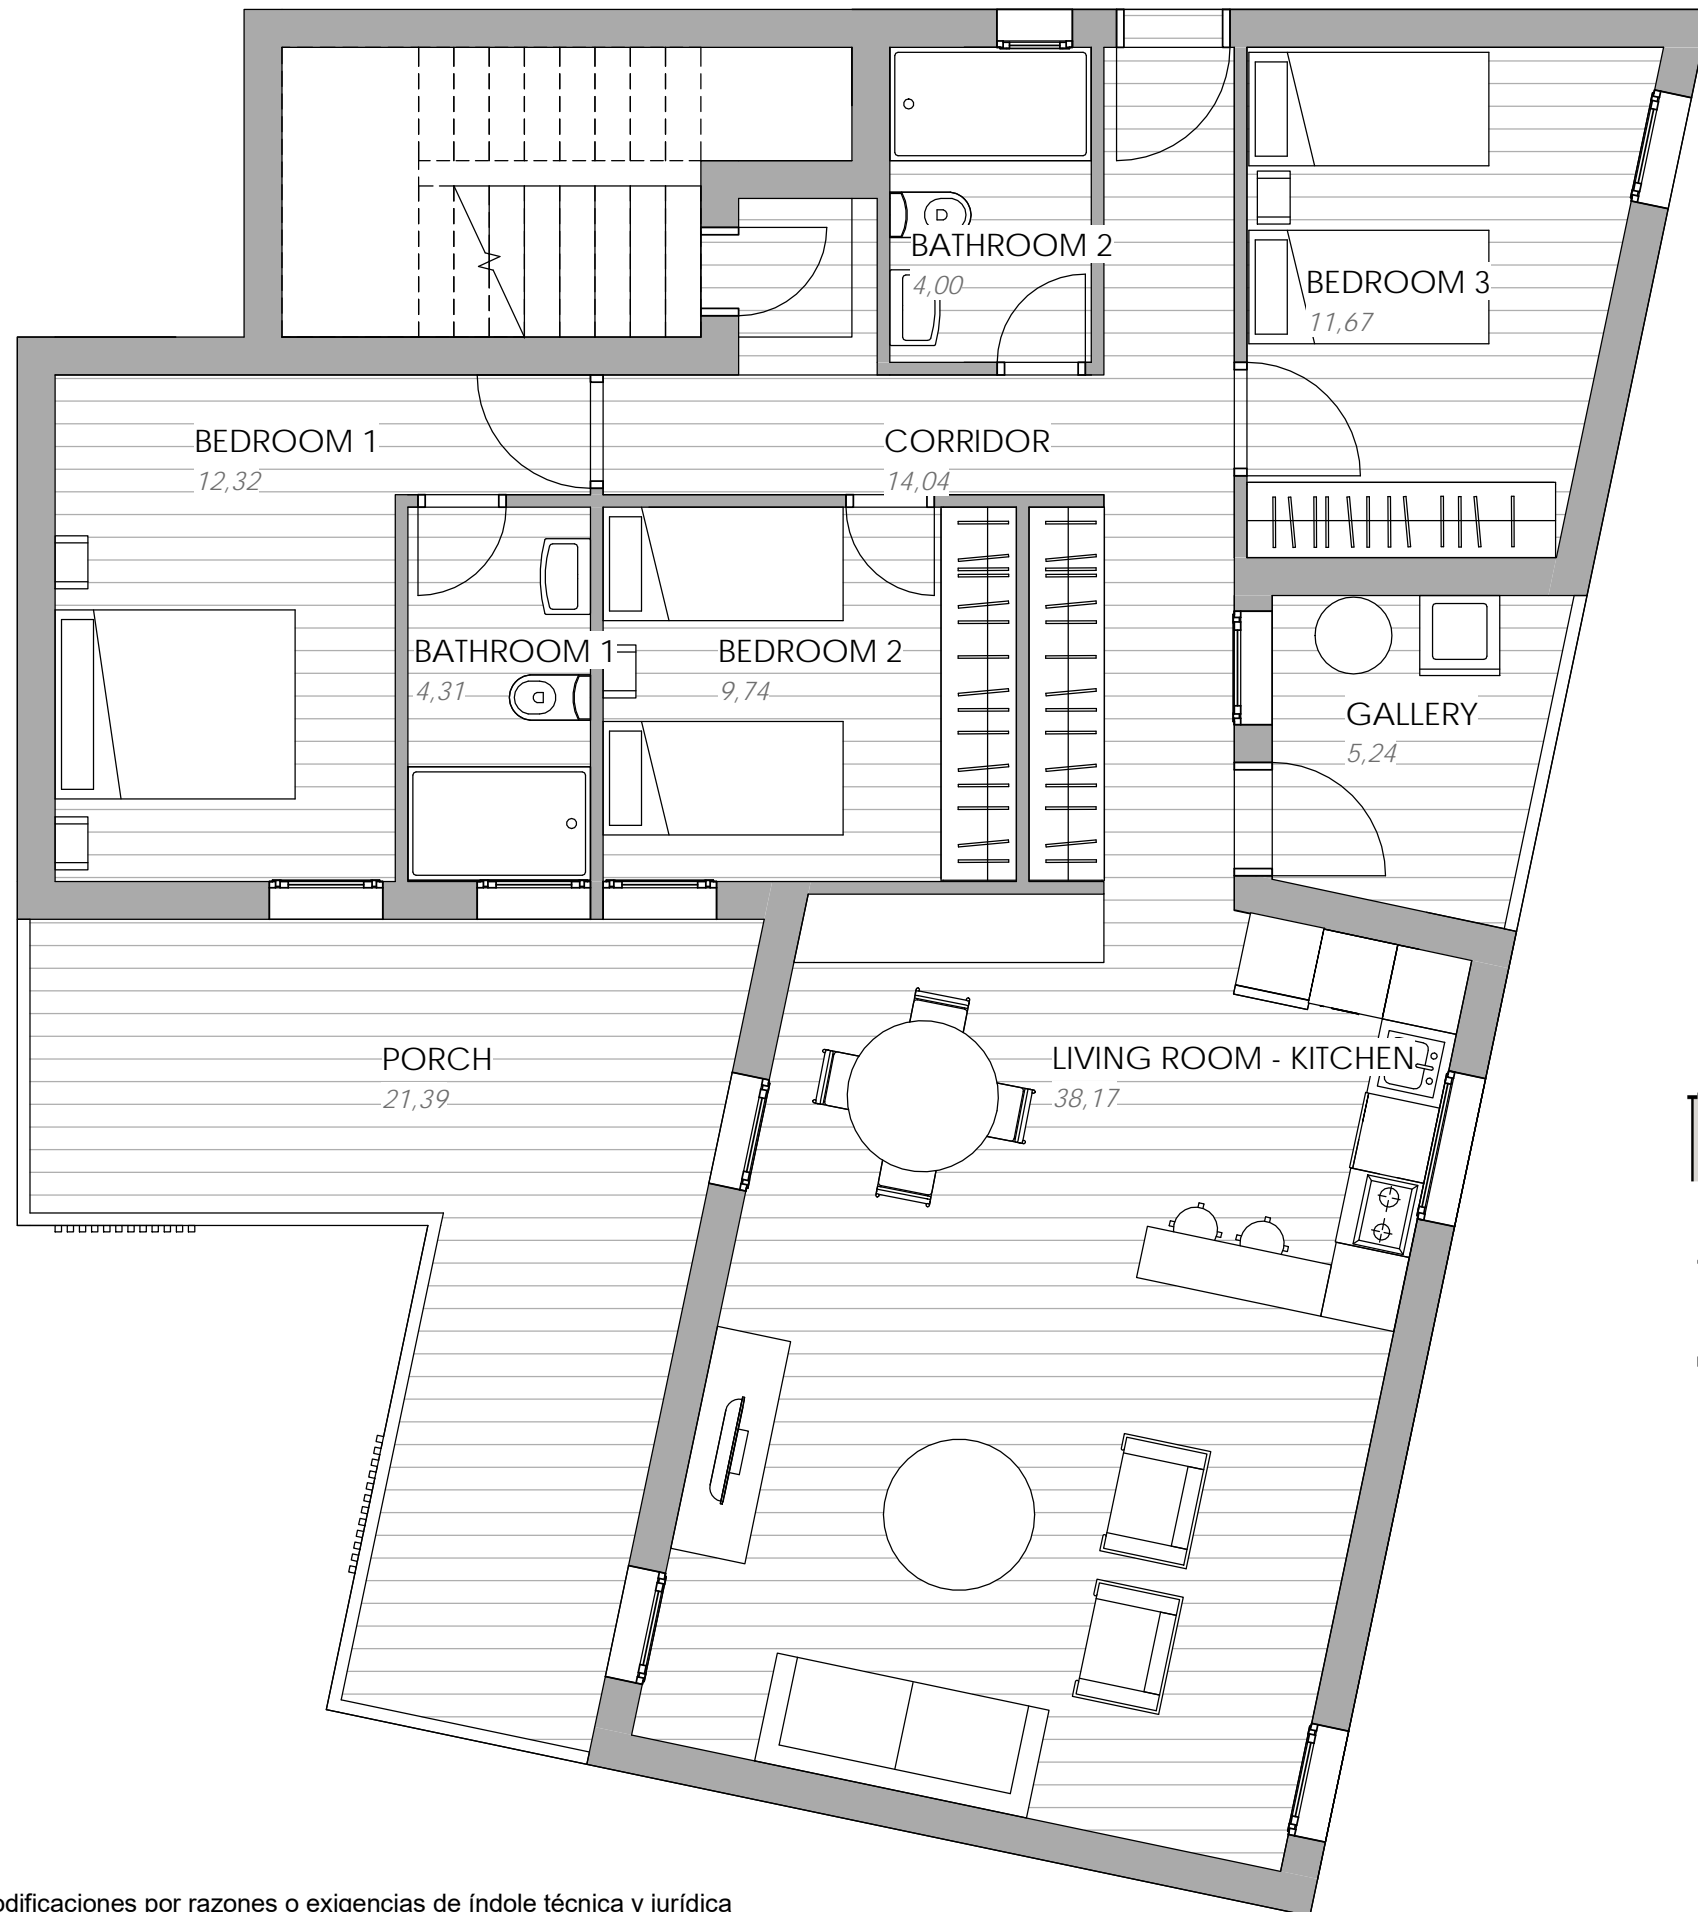 BATHROOM 2
4,00
BEDROOM 3
11,67
BEDROOM 1
12,32
CORRIDOR
14,04
BATHROOM 1
4,31
BEDROOM 2
9,74
GALLERY
5,24
PORCH
21,39
LIVING ROOM - KITCHEN
38,17
odificaciones por razones o exigencias de índole técnica y jurídica